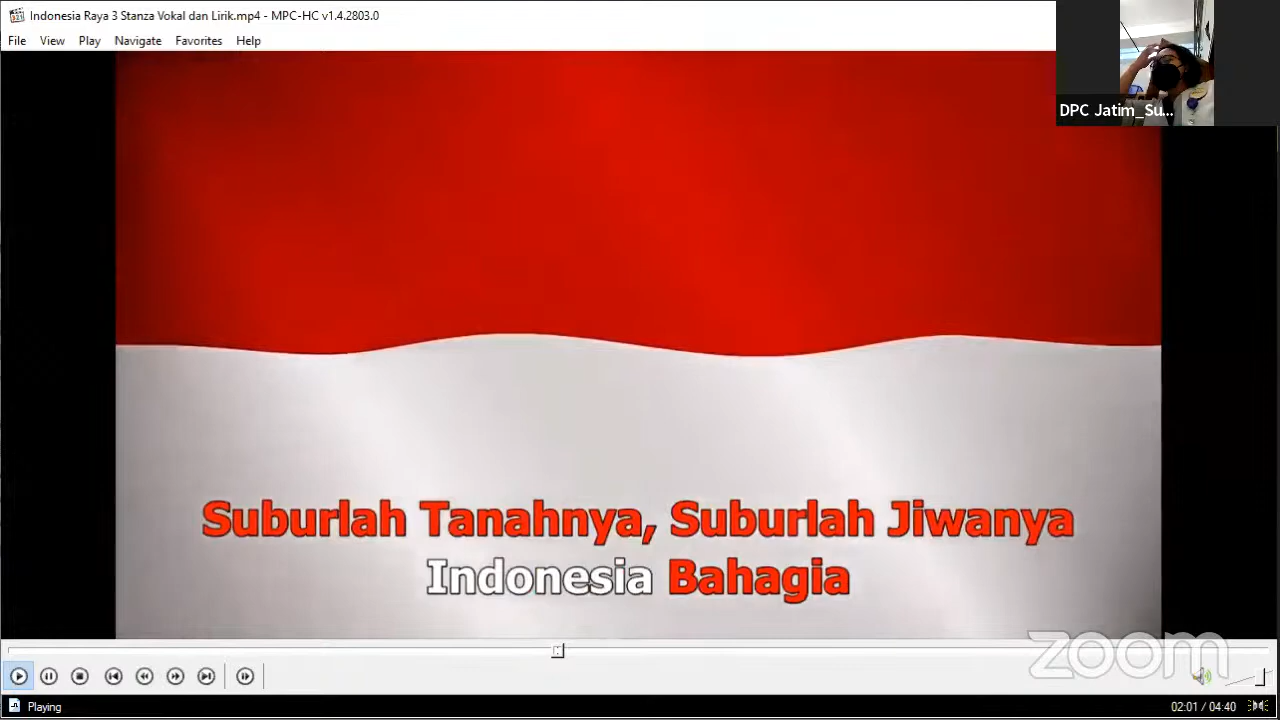 Indonesia Raya 3 Stanza Vokal dan Lirik.mp4 - MPC-HC v1.4.2803.0
File View Play Navigate Favorites Help
DPC Jatim_Su...
Suburlah Tanahnya, Suburlah Jiwanya
Indonesia Bahagia
zoom
Playing
02:01 / 04:40